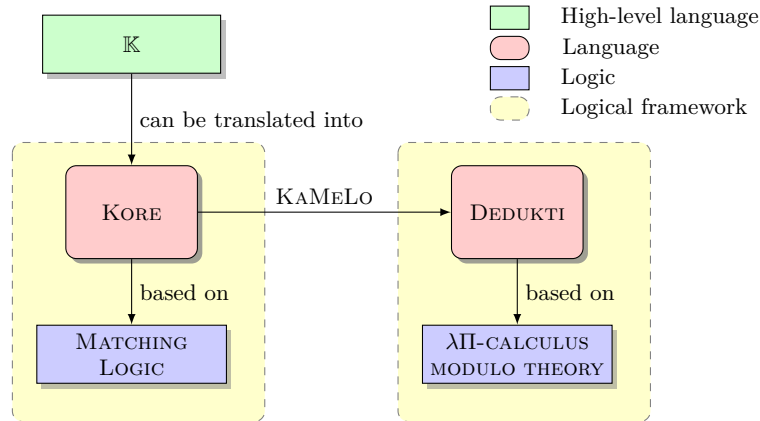 𝕂
High-level language
Language
Logic
Logical framework
can be translated into
KORE
KAMELO
DEDUKTI
based on
based on
MATCHING
LOGIC
λΠ-CALCULUS
MODULO THEORY